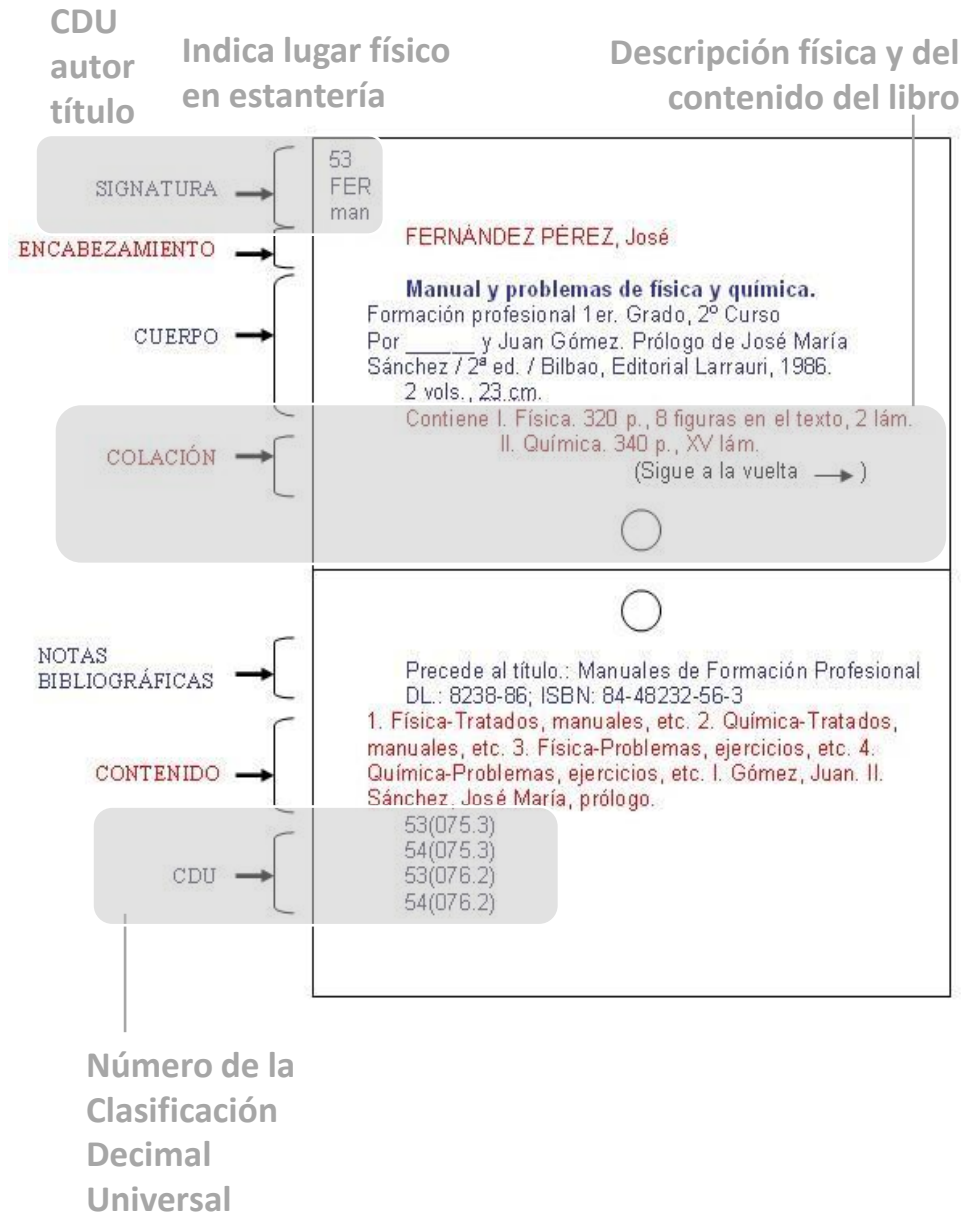 CDU
autor
título
Indica lugar físico
en estantería
Descripción física y del
contenido del libro
SIGNATURA
53
FER
man
ENCABEZAMIENTO
FERNÁNDEZ PÉREZ, José
CUERPO
Manual y problemas de física y química.
Formación profesional 1er. Grado, 2º Curso
Por ______ y Juan Gómez. Prólogo de José María
Sánchez / 2ª ed. / Bilbao, Editorial Larrauri, 1986.
2 vols., 23 cm.
COLACIÓN
Contiene I. Física. 320 p., 8 figuras en el texto, 2 lám.
II. Química. 340 p., XV lám.
(Sigue a la vuelta → )
NOTAS
BIBLIOGRÁFICAS
Precede al título.: Manuales de Formación Profesional
DL.: 8238-86; ISBN: 84-48232-56-3
CONTENIDO
1. Física-Tratados, manuales, etc. 2. Química-Tratados,
manuales, etc. 3. Física-Problemas, ejercicios, etc. 4.
Química-Problemas, ejercicios, etc. I. Gómez, Juan. II.
Sánchez, José María, prólogo.
CDU
53(075.3)
54(075.3)
53(076.2)
54(076.2)
Número de la
Clasificación
Decimal
Universal